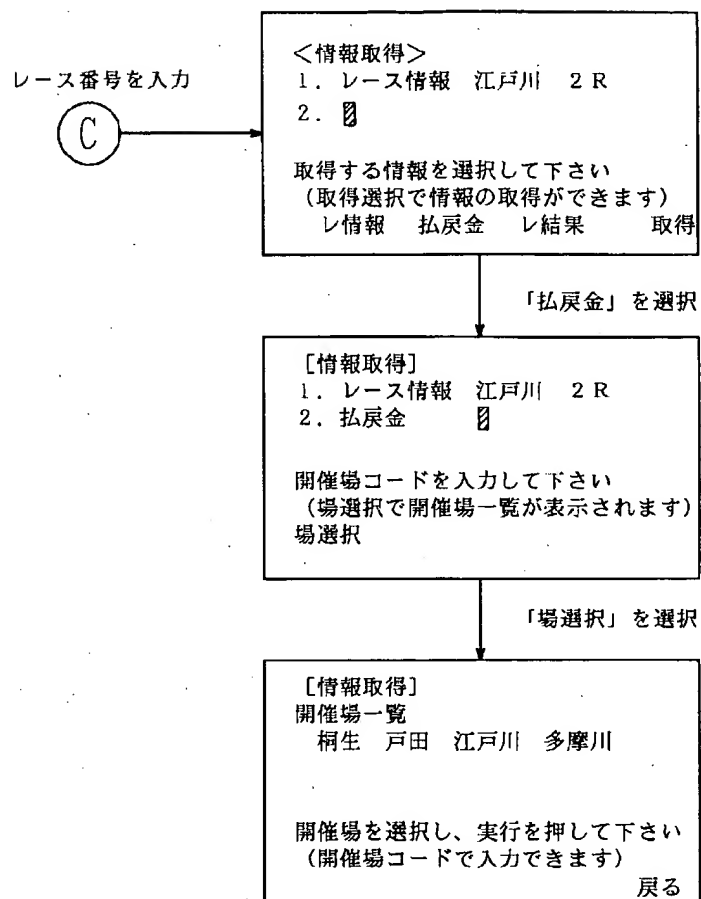 レース番号を入力
C
<情報取得>
1. レース情報 江戸川 2R
2.
取得する情報を選択して下さい
(取得選択で情報の取得ができます)
レ情報 払戻金 レ結果 取得
「払戻金」を選択
[情報取得]
1. レース情報 江戸川 2R
2. 払戻金
開催場コードを入力して下さい
(場選択で開催場一覧が表示されます)
場選択
「場選択」を選択
[情報取得]
開催場一覧
桐生 戸田 江戸川 多摩川
開催場を選択し、実行を押して下さい
(開催場コードで入力できます)
戻る